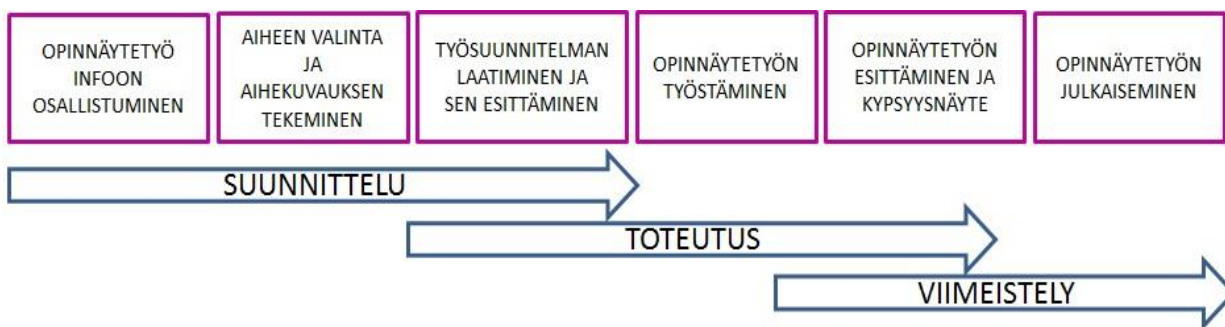 OPINNÄYTETYÖ
INFOON
OSALLISTUMINEN
AIHEEN VALINTA
JA
AIHEKUVAUKSEN
TEKEMINEN
TYÖSUUNNITELMAN
LAATIMINEN JA
SEN ESITTÄMINEN
OPINNÄYTETYÖN
TYÖSTÄMINEN
OPINNÄYTETYÖN
ESITTÄMINEN JA
KYPSYYSNÄYTE
OPINNÄYTETYÖN
JULKAISEMINEN
SUUNNITTELU
TOTEUTUS
VIIMEISTELY